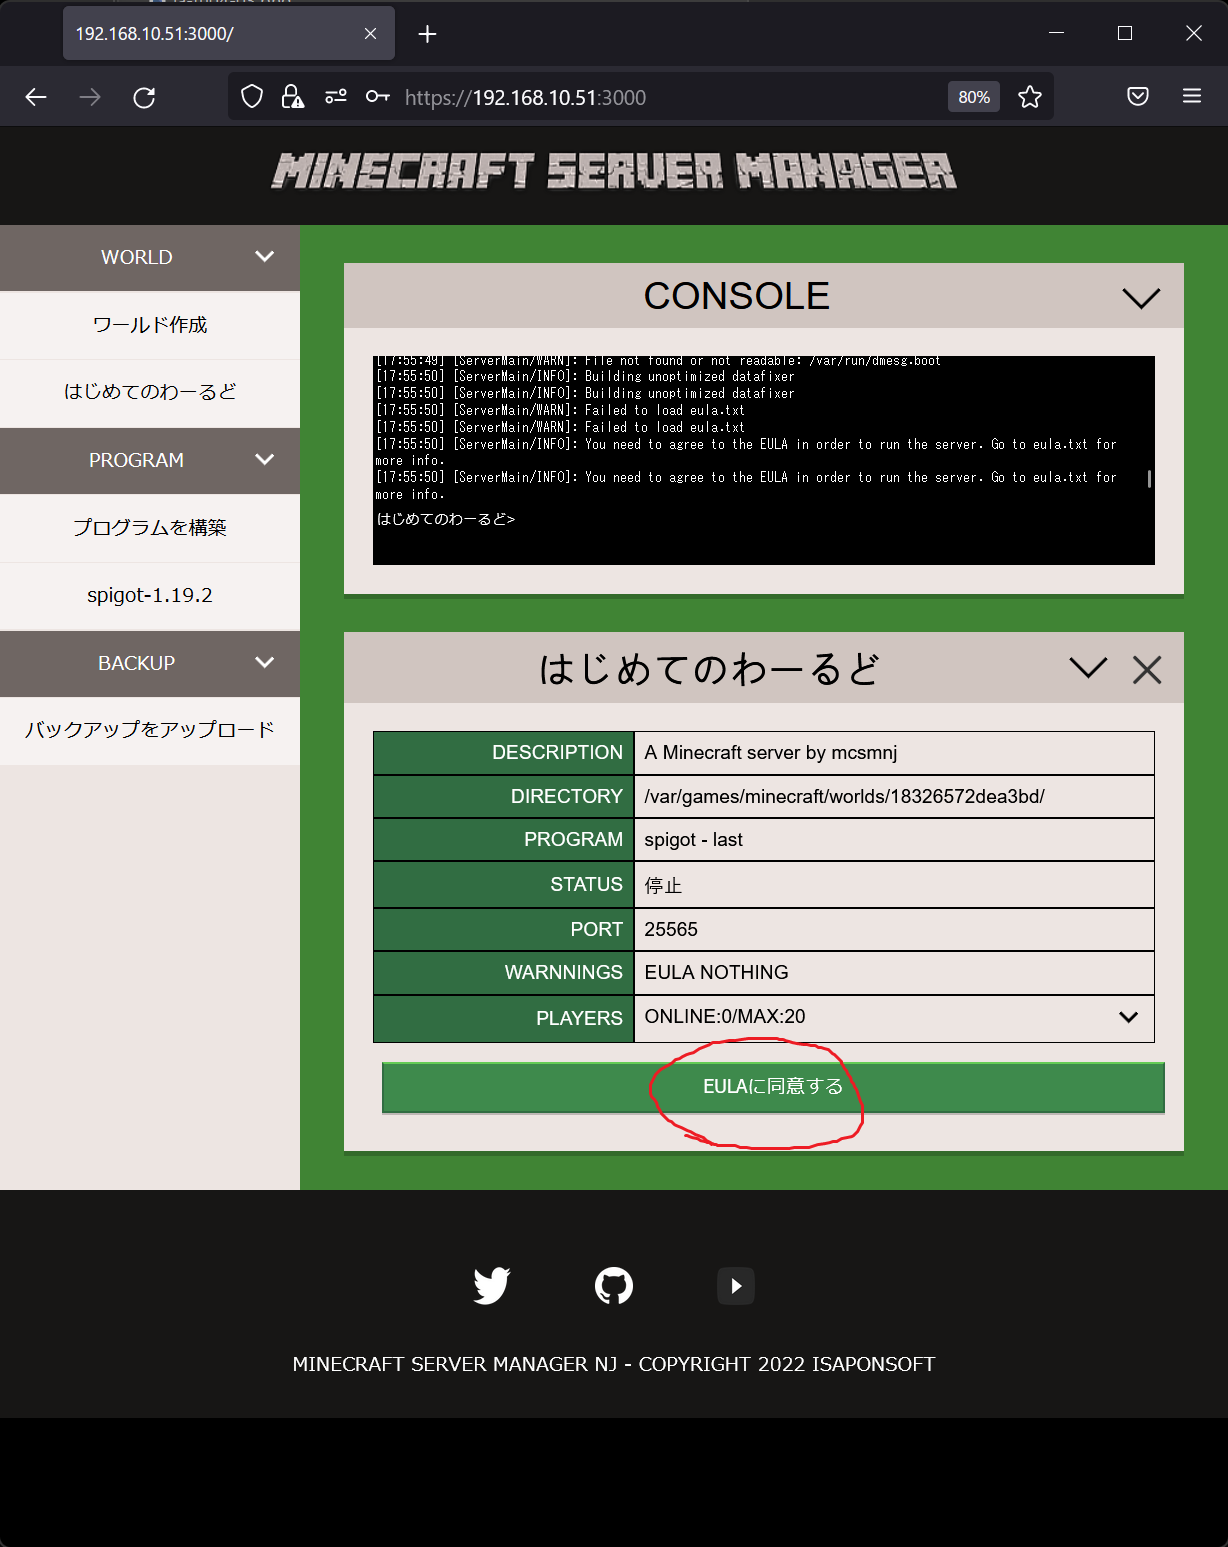 192.168.10.51:3000/
https://192.168.10.51:3000
80%
MINECRAFT SERVER MANAGER
WORLD
ワールド作成
はじめてのわーるど
PROGRAM
プログラムを構築
spigot-1.19.2
BACKUP
バックアップをアップロード
CONSOLE
[17:55:49] [ServerMain/WARN]: File not found or not readable: /var/run/dmesg.boot
[17:55:50] [ServerMain/INFO]: Building unoptimized datafixer
[17:55:50] [ServerMain/INFO]: Building unoptimized datafixer
[17:55:50] [ServerMain/WARN]: Failed to load eula.txt
[17:55:50] [ServerMain/WARN]: Failed to load eula.txt
[17:55:50] [ServerMain/INFO]: You need to agree to the EULA in order to run the server. Go to eula.txt for
more info.
[17:55:50] [ServerMain/INFO]: You need to agree to the EULA in order to run the server. Go to eula.txt for
more info.
はじめてのわーるど>
はじめてのわーるど
DESCRIPTION A Minecraft server by mcsmnj
DIRECTORY /var/games/minecraft/worlds/18326572dea3bd/
PROGRAM spigot - last
STATUS 停止
PORT 25565
WARNNINGS EULA NOTHING
PLAYERS ONLINE:0/MAX:20
EULAに同意する
MINECRAFT SERVER MANAGER NJ - COPYRIGHT 2022 ISAPONSOFT